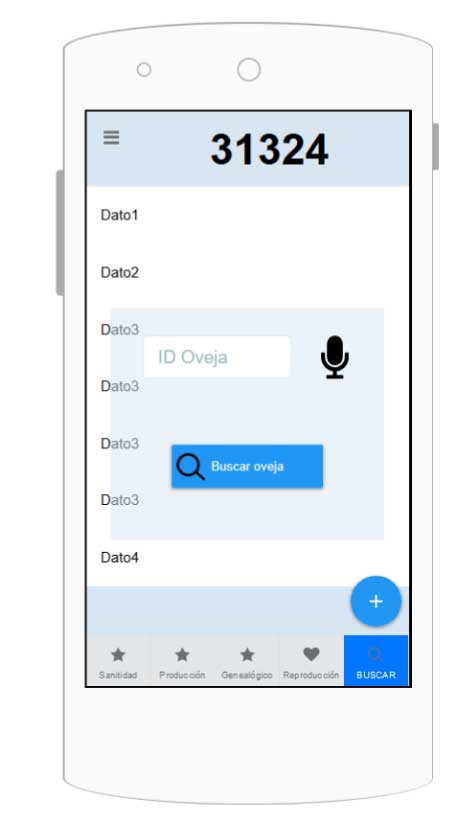 31324
Dato1
Dato2
Dato3
ID Oveja
Dato3
Dato3
Buscar oveja
Dato3
Dato4
+
Sanitidad Producción Genealógico Reproducción BUSCAR